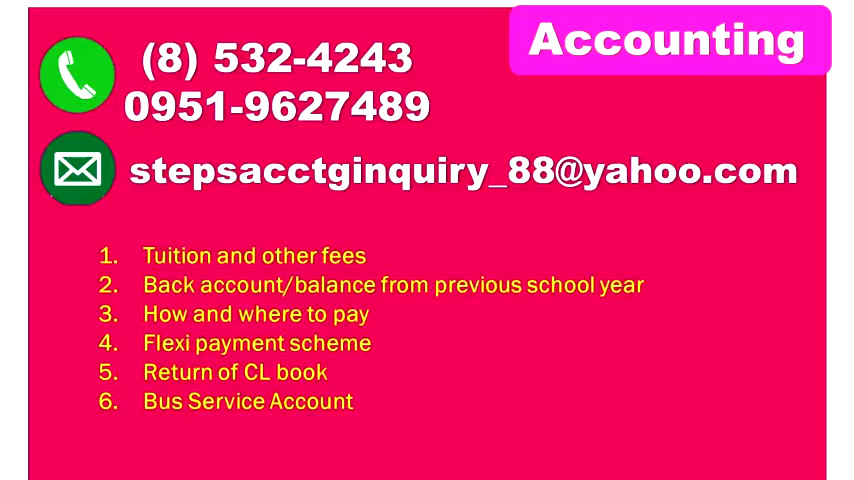 Accounting
(8) 532-4243
0951-9627489
stepsacctginquiry_88@yahoo.com
1. Tuition and other fees
2. Back account/balance from previous school year
3. How and where to pay
4. Flexi payment scheme
5. Return of CL book
6. Bus Service Account